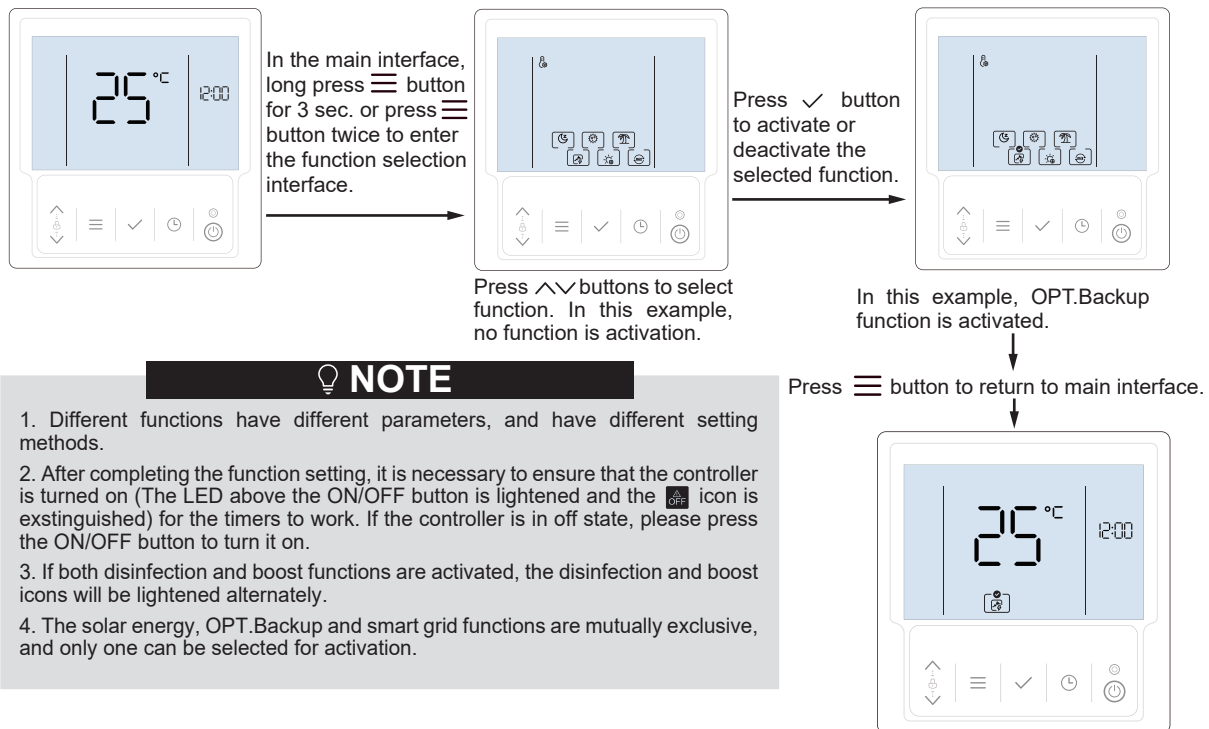 25 °C
12:00
In the main interface,
long press button
for 3 sec. or press
button twice to enter
the function selection
interface.
Press buttons to select
function. In this example,
no function is activation.
Press button
to activate or
deactivate the
selected function.
In this example, OPT.Backup
function is activated.
Press button to return to main interface.
25 °C
12:00
NOTE
1. Different functions have different parameters, and have different setting
methods.
2. After completing the function setting, it is necessary to ensure that the controller
is turned on (The LED above the ON/OFF button is lightened and the OFF icon is
exstinguished) for the timers to work. If the controller is in off state, please press
the ON/OFF button to turn it on.
3. If both disinfection and boost functions are activated, the disinfection and boost
icons will be lightened alternately.
4. The solar energy, OPT.Backup and smart grid functions are mutually exclusive,
and only one can be selected for activation.